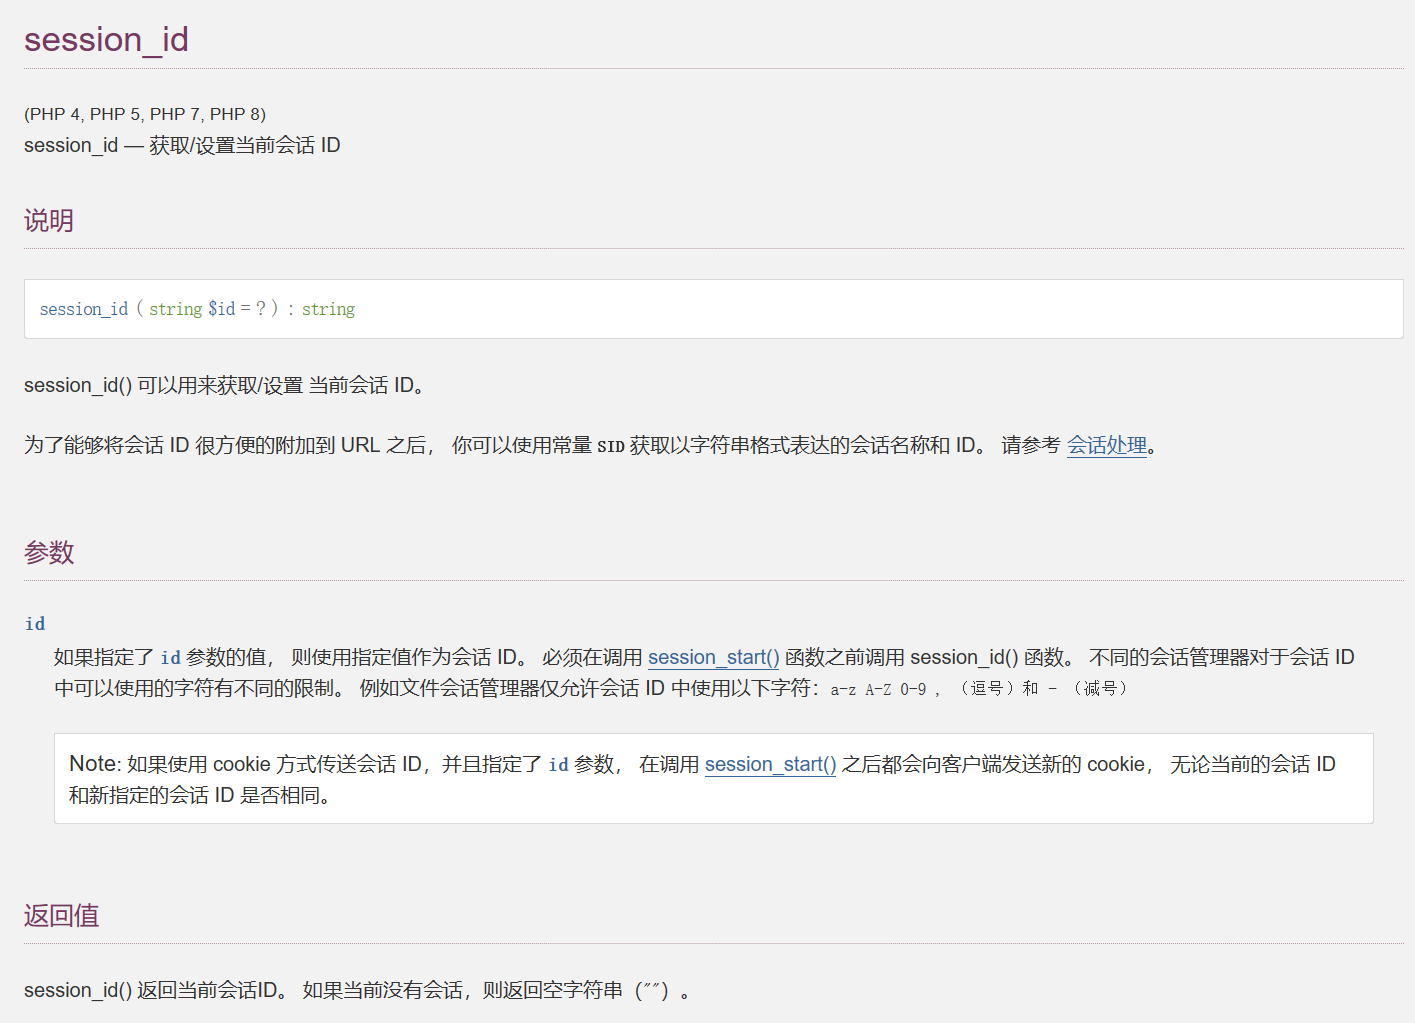 session_id
(PHP 4, PHP 5, PHP 7, PHP 8)
session_id — 获取/设置当前会话 ID
说明
session_id ( string $id = ? ) : string
session_id() 可以用来获取/设置 当前会话 ID。
为了能够将会话 ID 很方便的附加到 URL 之后， 你可以使用常量 SID 获取以字符串格式表达的会话名称和 ID。 请参考 会话处理。
参数
id
如果指定了 id 参数的值， 则使用指定值作为会话 ID。 必须在调用 session_start() 函数之前调用 session_id() 函数。 不同的会话管理器对于会话 ID
中可以使用的字符有不同的限制。 例如文件会话管理器仅允许会话 ID 中使用以下字符：a-z A-Z 0-9 , （逗号）和 - （减号）
Note: 如果使用 cookie 方式传送会话 ID，并且指定了 id 参数， 在调用 session_start() 之后都会向客户端发送新的 cookie， 无论当前的会话 ID
和新指定的会话 ID 是否相同。
返回值
session_id() 返回当前会话ID。 如果当前没有会话，则返回空字符串（""）。